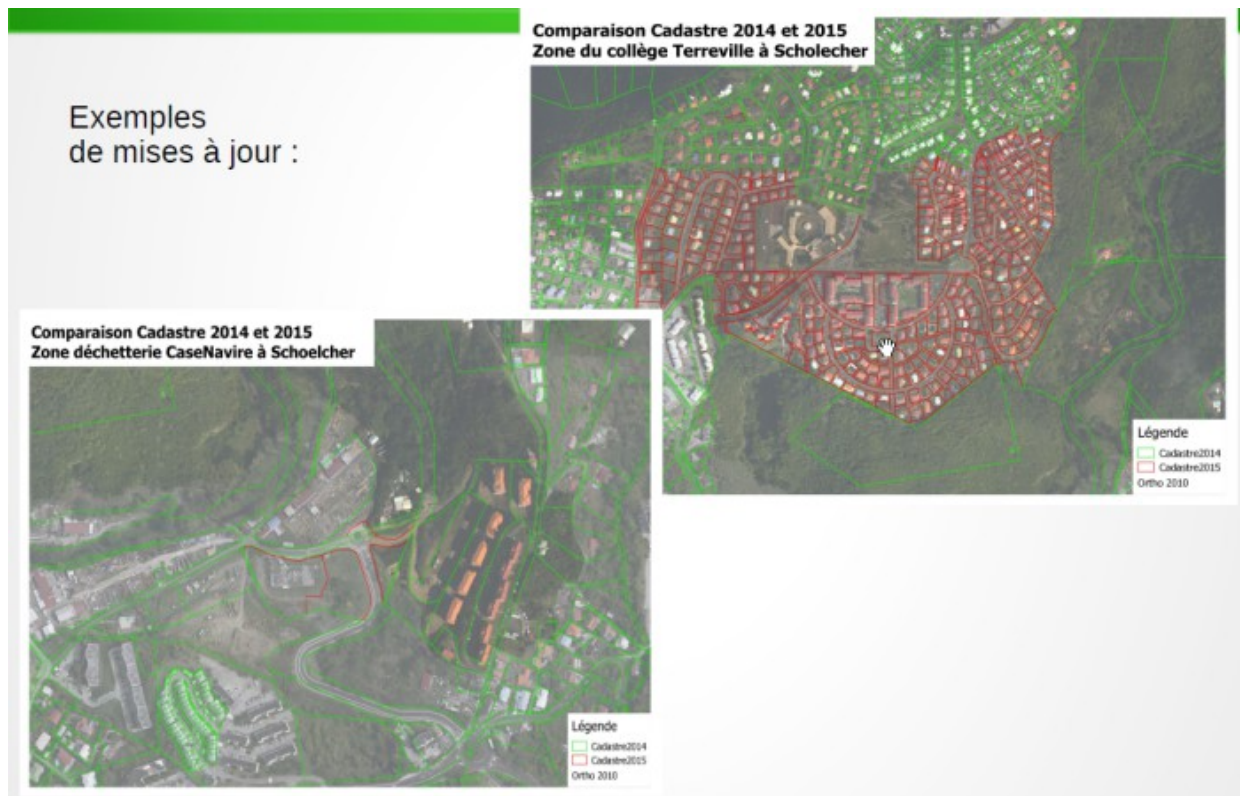 Exemples
de mises à jour :
Comparaison Cadastre 2014 et 2015
Zone du collège Terreville à Scholecher
Légende
Cadastre2014
Cadastre2015
Ortho 2010
Comparaison Cadastre 2014 et 2015
Zone déchetterie CaseNavire à Schoelcher
Légende
Cadastre2014
Cadastre2015
Ortho 2010